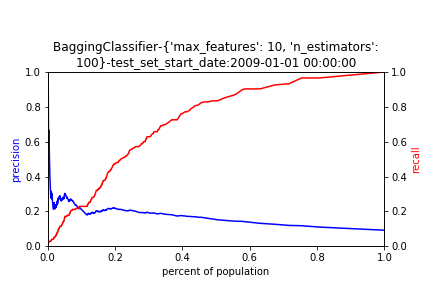 BaggingClassifier-{'max_features': 10, 'n_estimators':
100}-test_set_start_date:2009-01-01 00:00:00
1.0 1.0
0.8 0.8
precision recall
0.6 0.6
0.4 0.4
0.2 0.2
0.0 0.0
0.0 0.2 0.4 0.6 0.8 1.0
percent of population